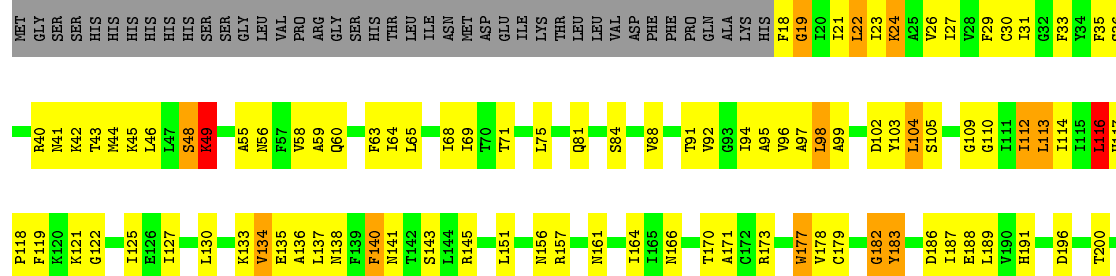 MET GLY SER SER HIS HIS HIS HIS HIS HIS SER SER GLY LEU VAL PRO ARG GLY SER HIS THR LEU ILE ASN MET ASP GLU ILE LYS THR LEU LEU VAL ASP PHE PHE PRO GLN ALA LYS HIS F18 G19 I20 I21 L22 I23 K24 A25 V26 I27 V28 F29 C30 I31 G32 F33 Y34 F35
R40 N41 K42 T43 M44 K45 L46 L47 S48 K49 A55 N56 F57 V58 A59 Q60 F63 I64 L65 I68 I69 T70 T71 L75 Q81 S84 V88 T91 V92 G93 I94 A95 V96 A97 L98 A99 D102 Y103 L104 S105 G109 G110 I111 I112 L113 I114 I115 L116
P118 F119 K120 K121 G122 I125 E126 I127 L130 K133 V134 E135 A136 L137 N138 F139 F140 N141 T142 S143 L144 R145 L151 N156 R157 N161 I164 I165 N166 T170 A171 C172 R173 W177 V178 C179 G182 Y183 D186 I187 E188 L189 V190 H191 D196 T200